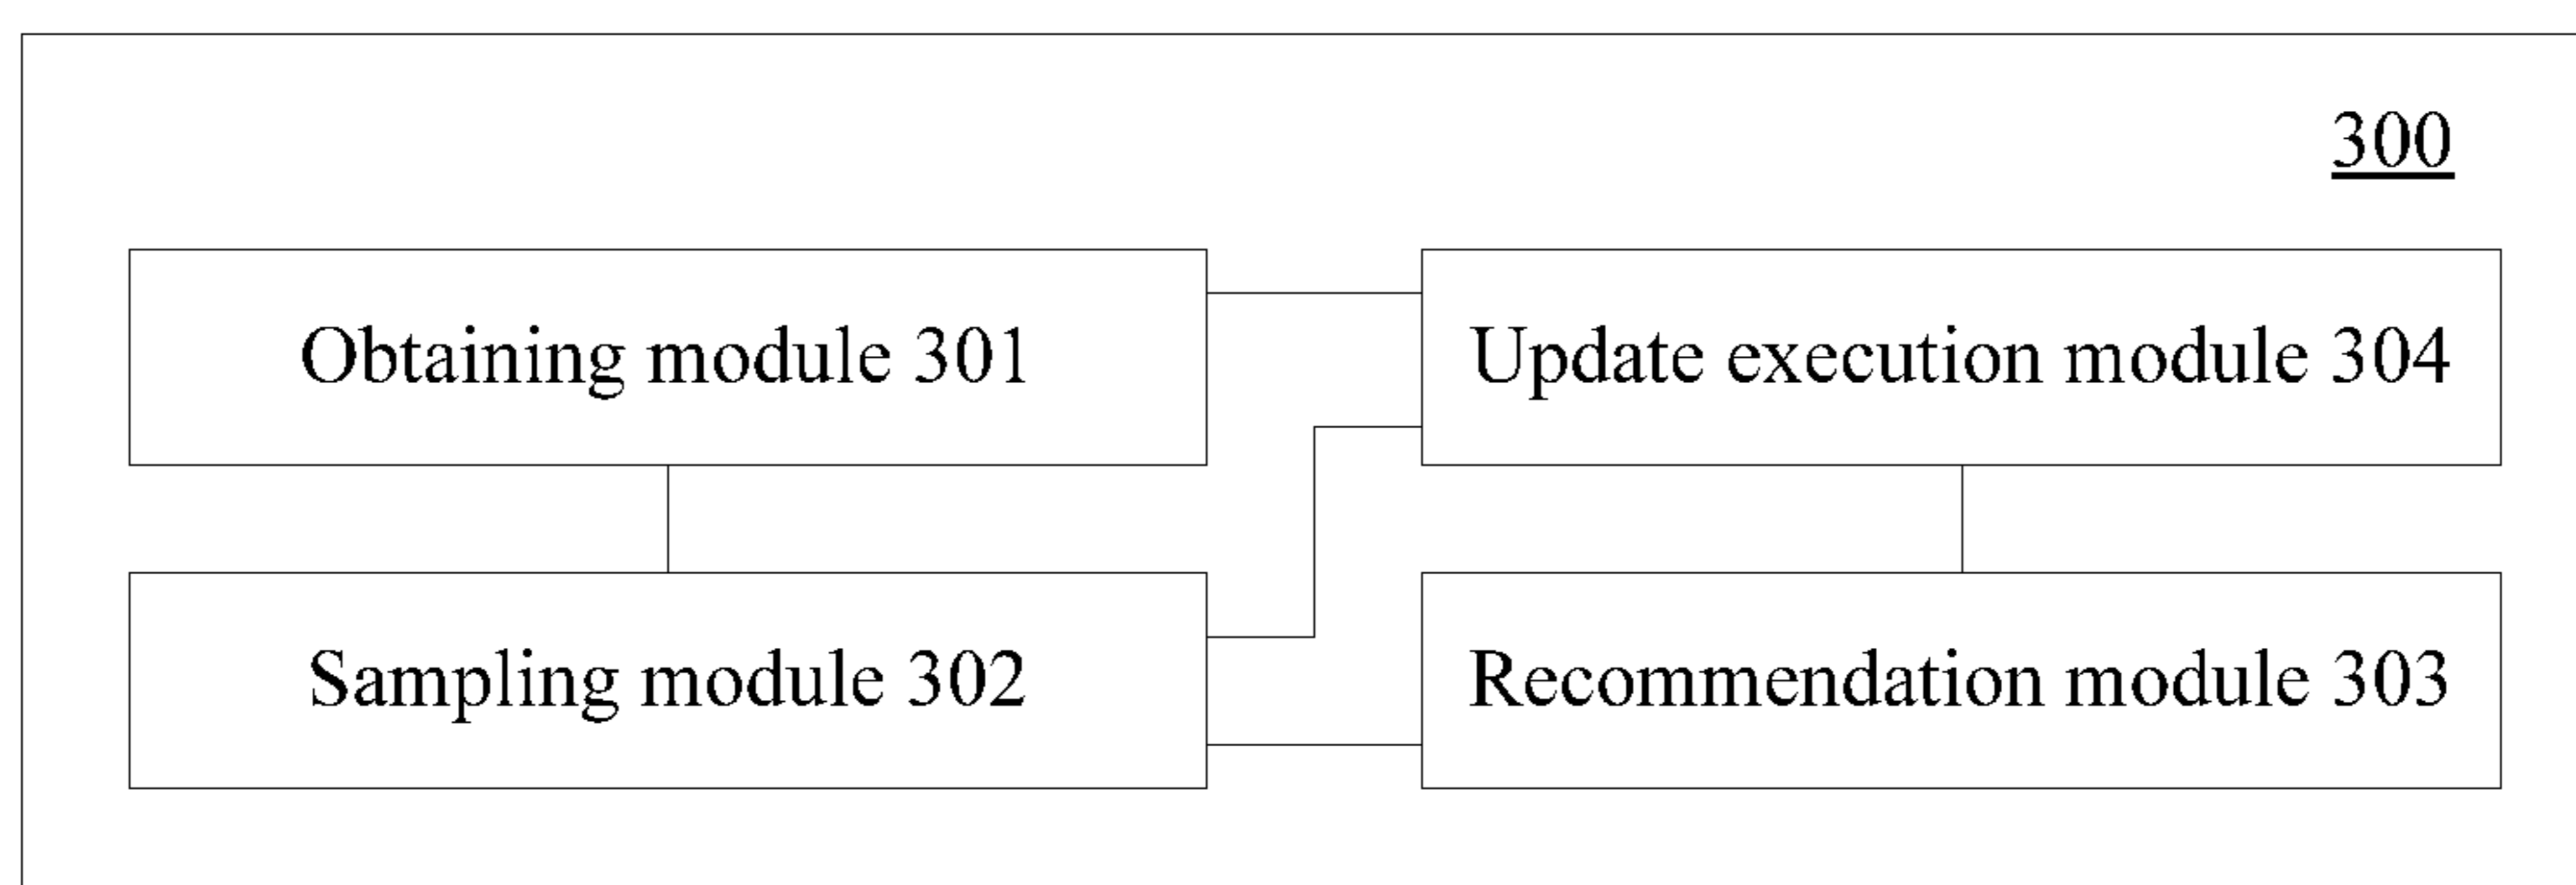 300
Obtaining module 301
Update execution module 304
Sampling module 302
Recommendation module 303